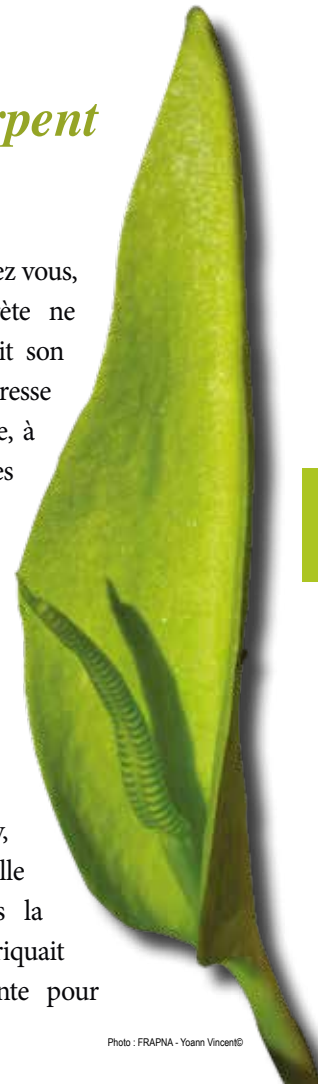 rpent
ez vous,
ète ne
it son
resse
e, à
es
lle
s la
riquait
nte pour
Photo : FRAPNA - Yoann Vincent©